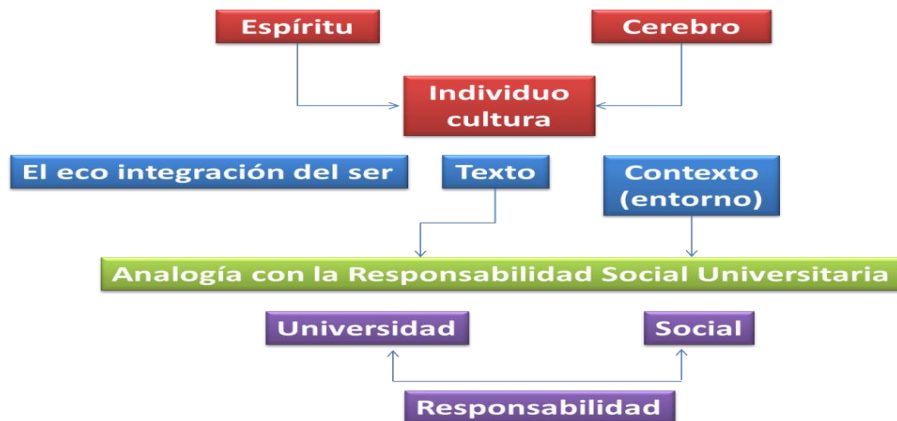 Espíritu
Cerebro
Individuo
cultura
El eco integración del ser
Texto
Contexto
(entorno)
Analogía con la Responsabilidad Social Universitaria
Universidad
Social
Responsabilidad